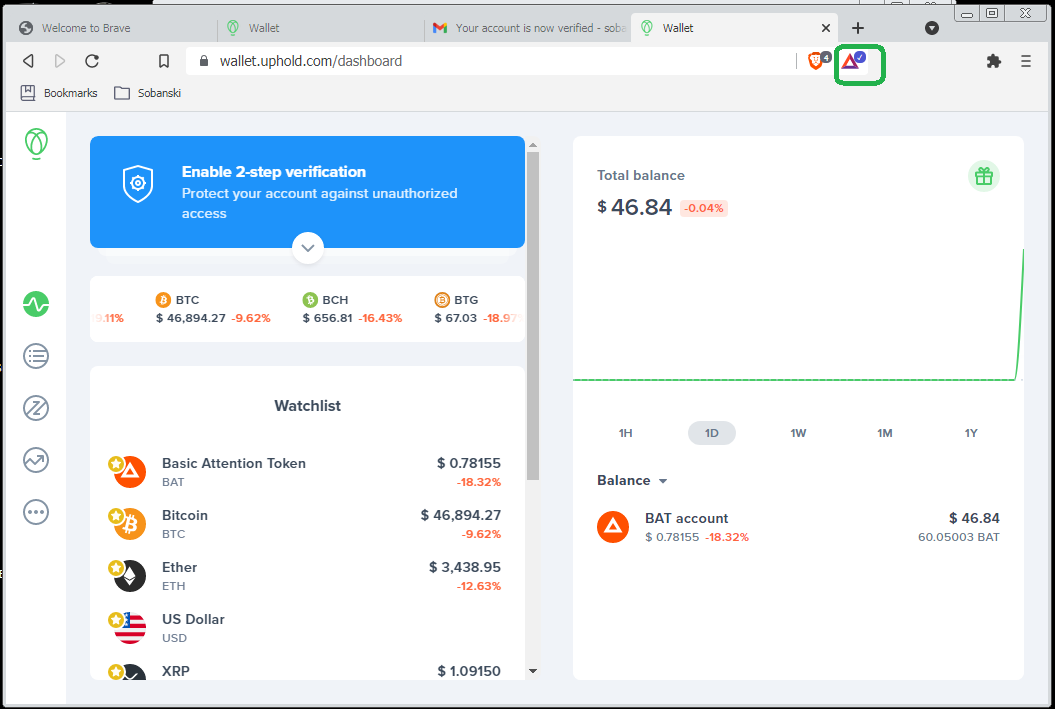 Welcome to Brave
Wallet
Your account is now verified - soba
Wallet
wallet.uphold.com/dashboard
4
Bookmarks
Sobanski
Enable 2-step verification
Protect your account against unauthorized
access
Total balance
$ 46.84 -0.04%
BTC
BCH
BTG
9.11%
$ 46,894.27 -9.62%
$ 656.81 -16.43%
$ 67.03 -18.97
Watchlist
Basic Attention Token
$ 0.78155
BAT
-18.32%
Bitcoin
$ 46,894.27
BTC
-9.62%
Ether
$ 3,438.95
ETH
-12.63%
US Dollar
USD
XRP
$ 1.09150
1H
1D
1W
1M
1Y
Balance
BAT account
$ 46.84
$ 0.78155 -18.32%
60.05003 BAT